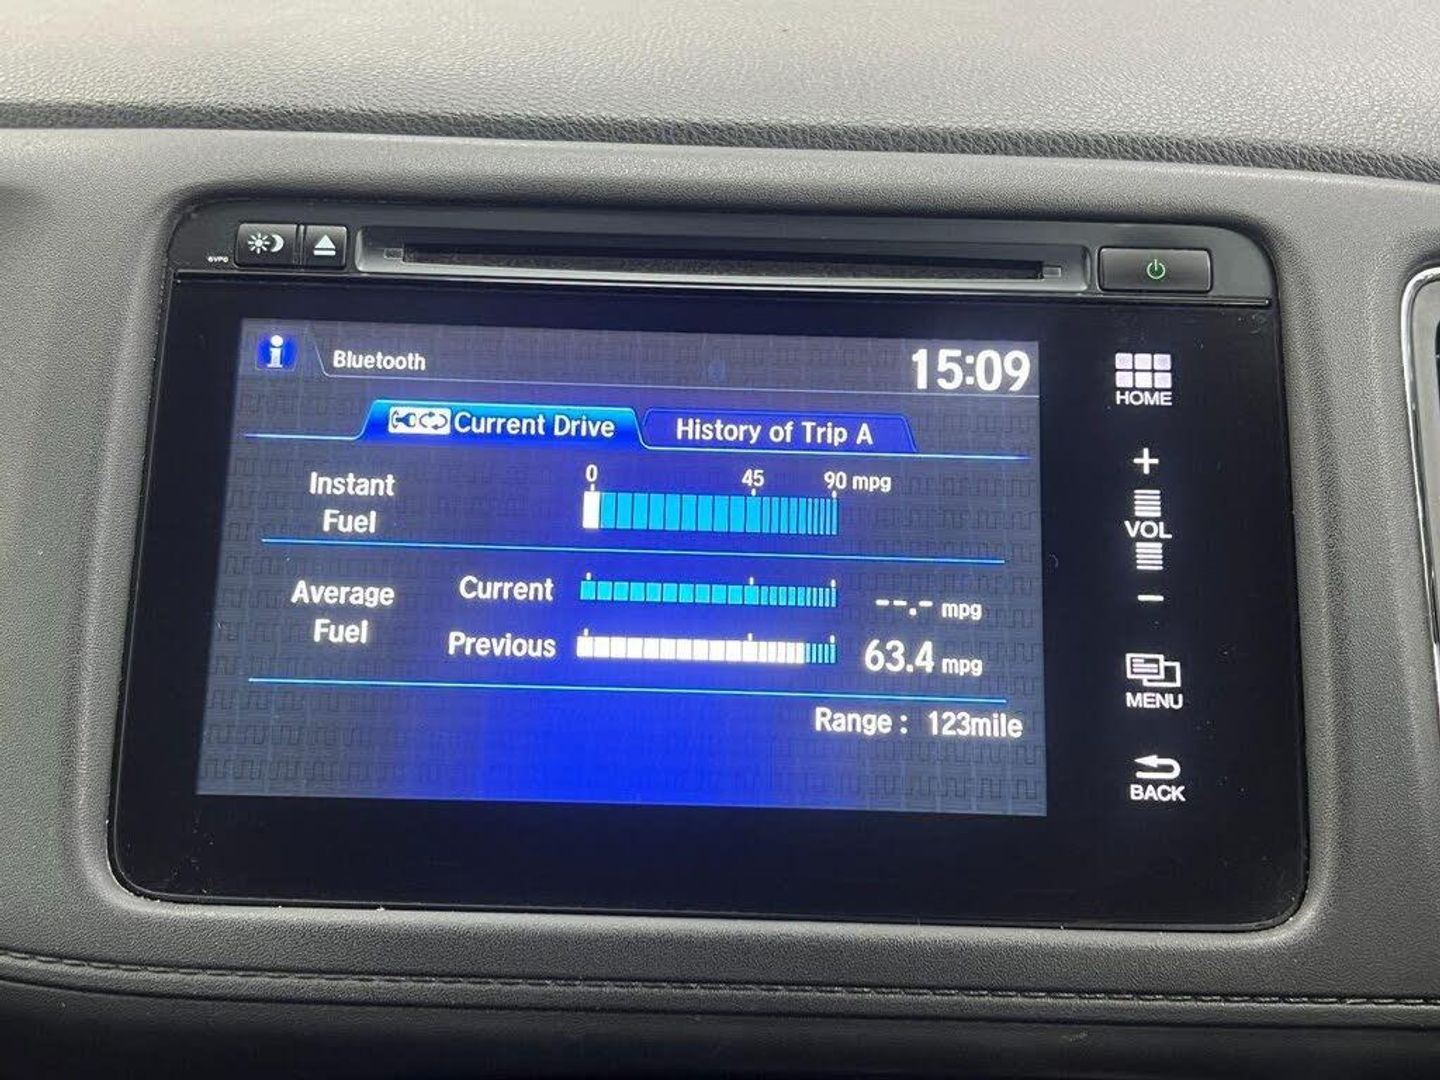 6VP0
Bluetooth
15:09
HOME
Current Drive
History of Trip A
0 45 90 mpg
Instant
Fuel
+
VOL
−
Average
Fuel
Current --.- mpg
Previous 63.4 mpg
Range : 123mile
MENU
BACK